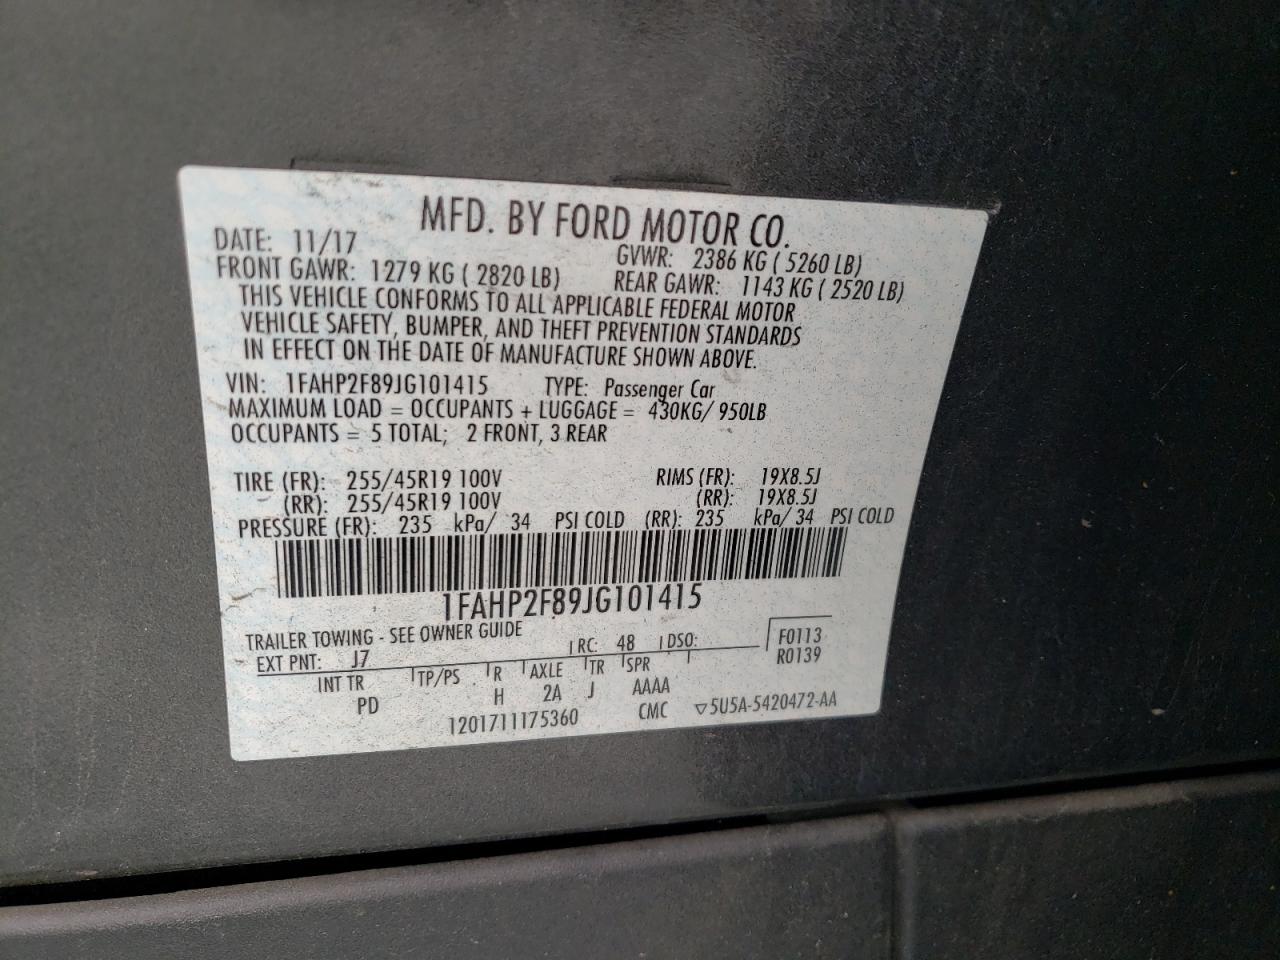 MFD. BY FORD MOTOR CO.
DATE: 11/17 GVWR: 2386 KG ( 5260 LB)
FRONT GAWR: 1279 KG ( 2820 LB) REAR GAWR: 1143 KG ( 2520 LB)
THIS VEHICLE CONFORMS TO ALL APPLICABLE FEDERAL MOTOR
VEHICLE SAFETY, BUMPER, AND THEFT PREVENTION STANDARDS
IN EFFECT ON THE DATE OF MANUFACTURE SHOWN ABOVE.
VIN: 1FAHP2F89JG101415 TYPE: Passenger Car
MAXIMUM LOAD = OCCUPANTS + LUGGAGE = 430KG/ 950LB
OCCUPANTS = 5 TOTAL; 2 FRONT, 3 REAR
TIRE (FR): 255/45R19 100V RIMS (FR): 19X8.5J
(RR): 255/45R19 100V (RR): 19X8.5J
PRESSURE (FR): 235 kPa/ 34 PSI COLD (RR): 235 kPa/ 34 PSI COLD
1FAHP2F89JG101415
TRAILER TOWING - SEE OWNER GUIDE
EXT PNT: J7 RC: 48 DSO: F0113
R0139
INT TR TP/PS R AXLE TR SPR
PD H 2A J AAAA
1201711175360 CMC ▽5U5A-5420472-AA